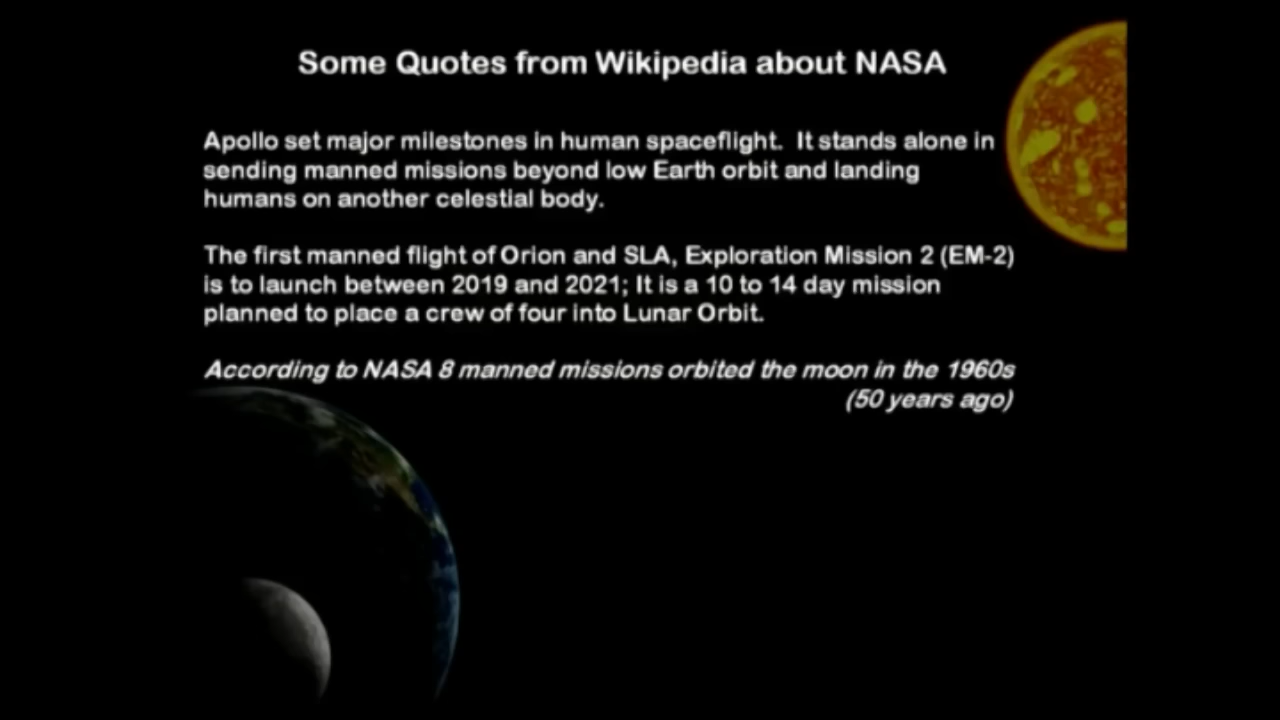 Some Quotes from Wikipedia about NASA
Apollo set major milestones in human spaceflight. It stands alone in
sending manned missions beyond low Earth orbit and landing
humans on another celestial body.
The first manned flight of Orion and SLA, Exploration Mission 2 (EM-2)
is to launch between 2019 and 2021; It is a 10 to 14 day mission
planned to place a crew of four into Lunar Orbit.
According to NASA 8 manned missions orbited the moon in the 1960s
(50 years ago)